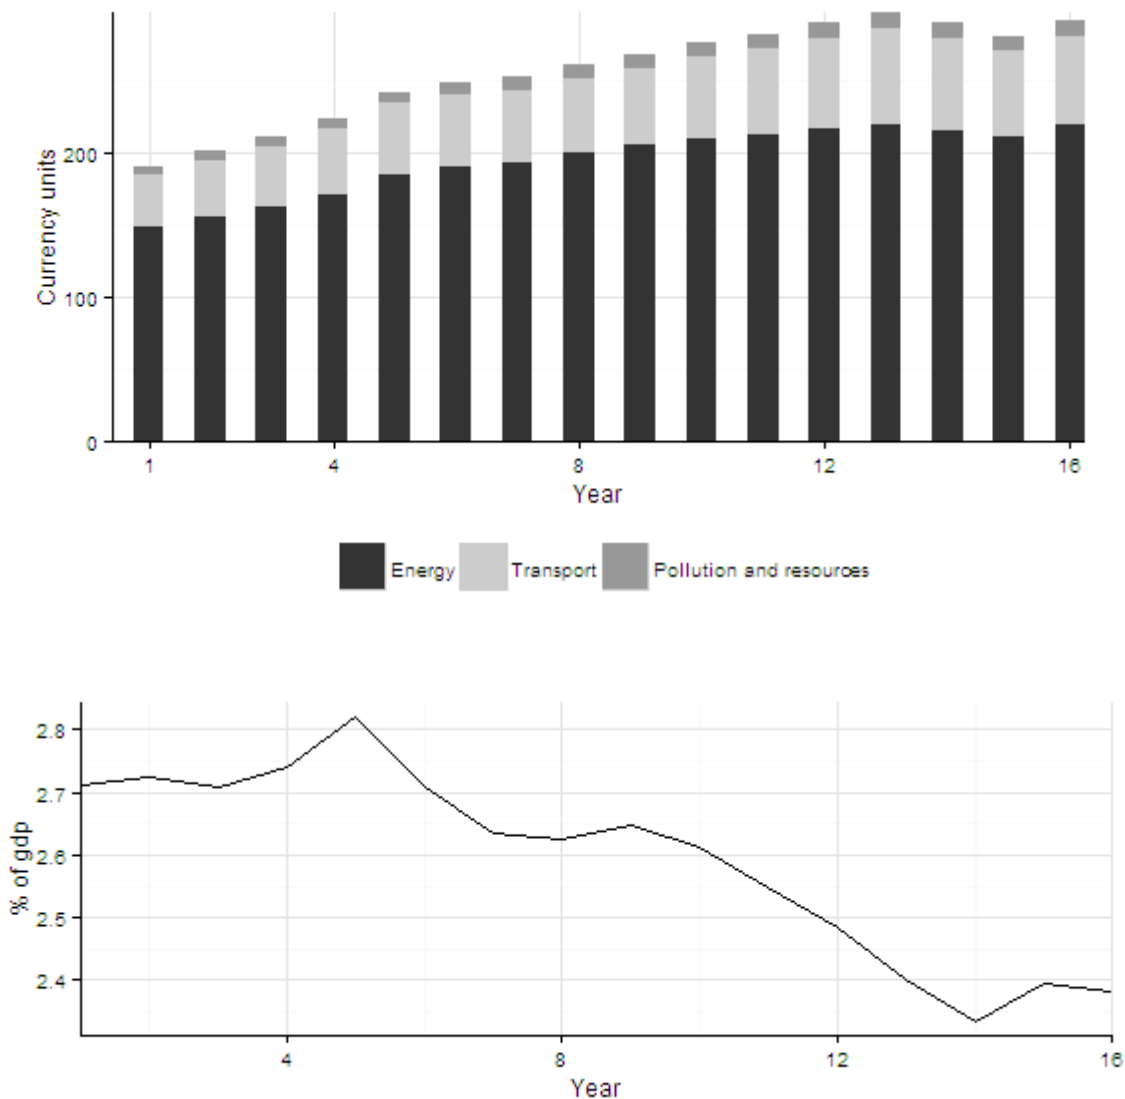 Currency units
200
100
0
1 4 8 12 16
Year
Energy Transport Pollution and resources
% of gdp
2.8
2.7
2.6
2.5
2.4
4 8 12 16
Year